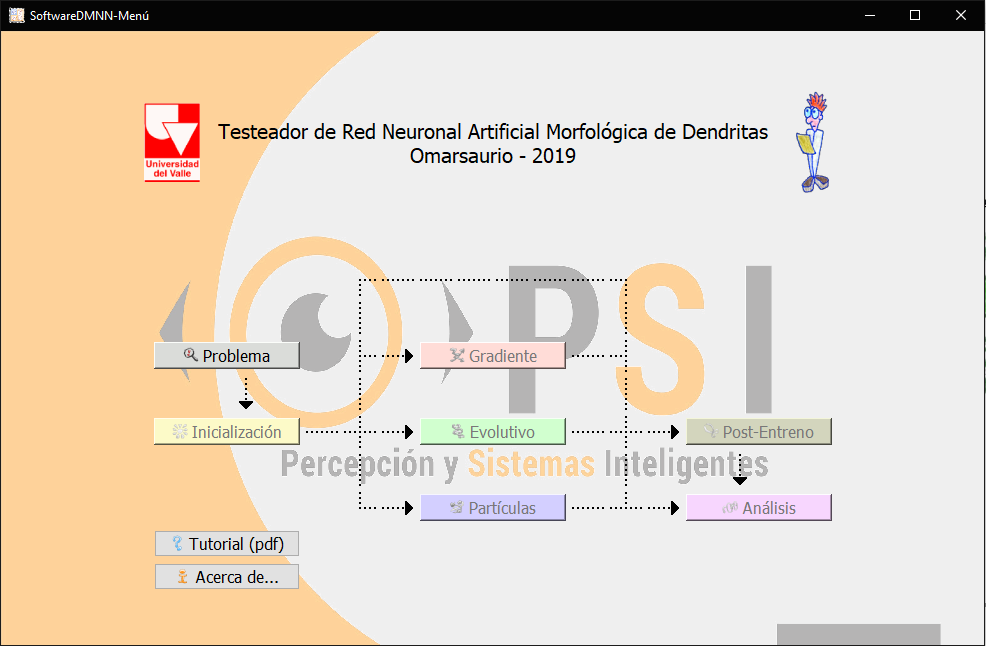 SoftwareDMNN-Menú
Universidad
del Valle
Testeador de Red Neuronal Artificial Morfológica de Dendritas
Omarsaurio - 2019
PSI
Problema
Gradiente
Inicialización
Evolutivo
Post-Entreno
Percepción y Sistemas Inteligentes
Partículas
Análisis
Tutorial (pdf)
Acerca de...